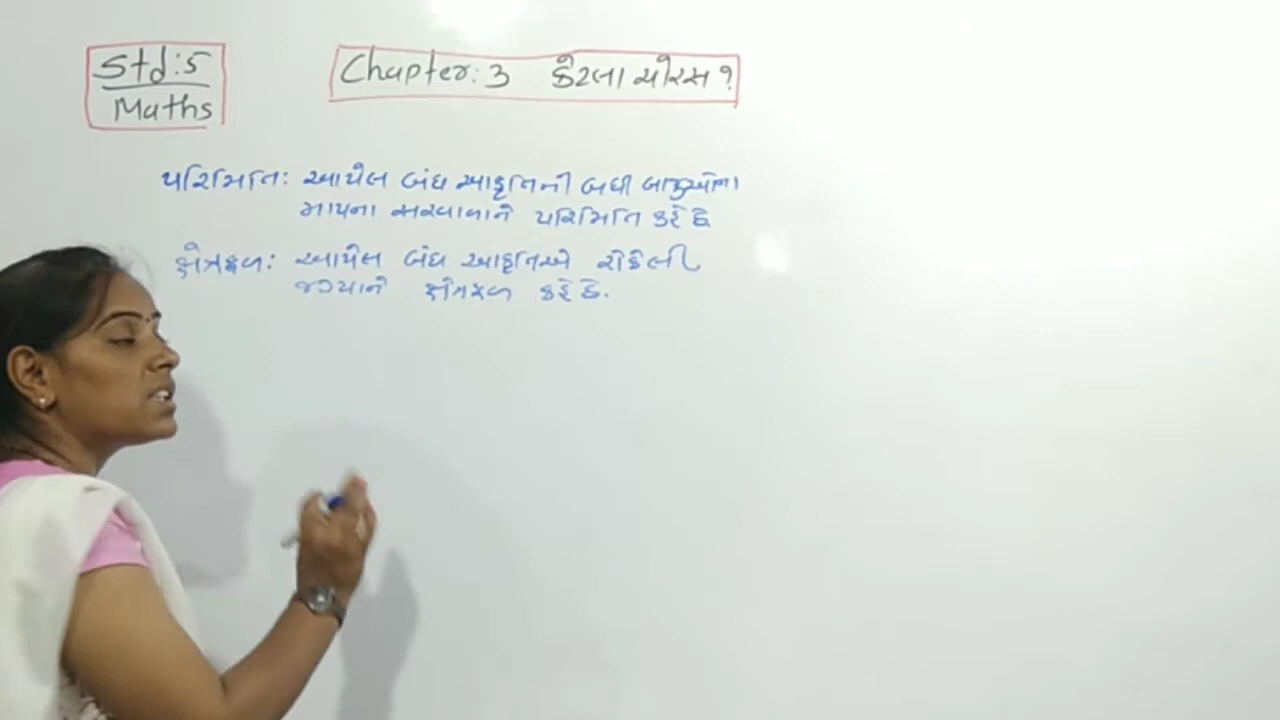 Std:5
Maths
Chapter:3 કેટલા ચોરસ?
પરિમિતિ: આપેલ બંધ આકૃતિની બધી બાજુઓના
માપના સરવાળાને પરિમિતિ કહે છે
ક્ષેત્રફળ: આપેલ બંધ આકૃતિએ રોકેલી
જગ્યાને ક્ષેત્રફળ કહે છે.